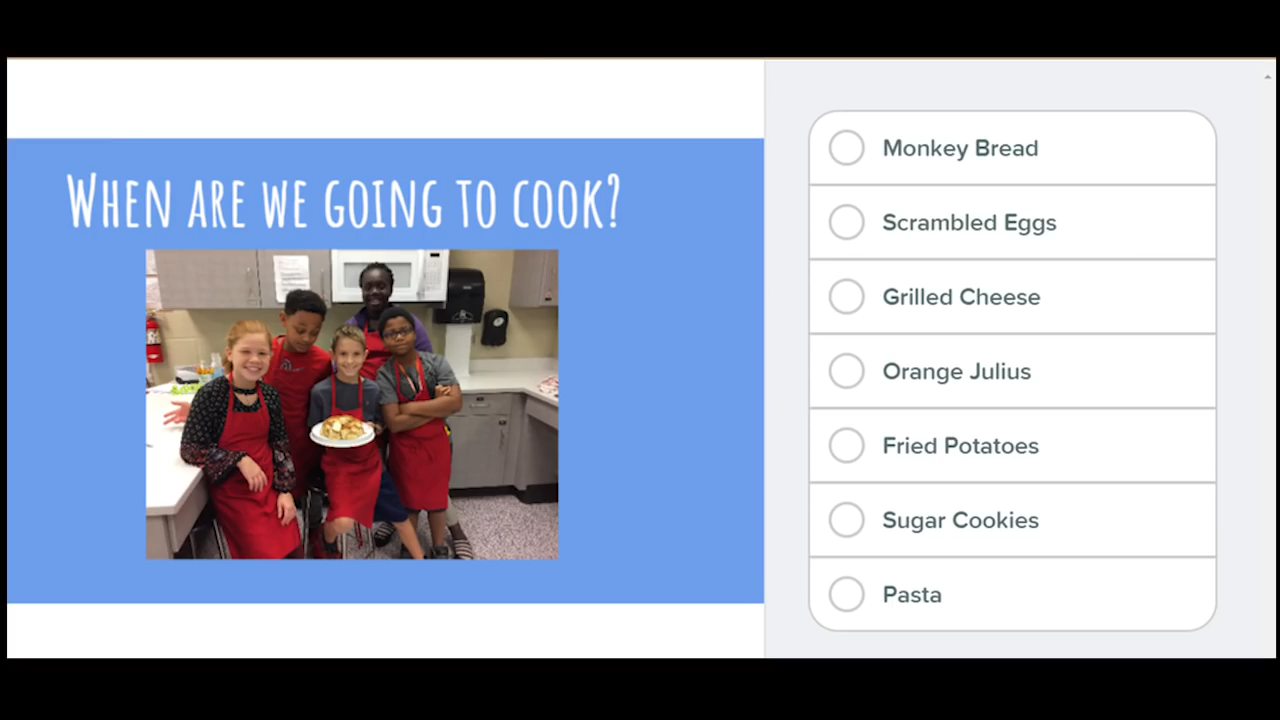 WHEN ARE WE GOING TO COOK?
Monkey Bread
Scrambled Eggs
Grilled Cheese
Orange Julius
Fried Potatoes
Sugar Cookies
Pasta